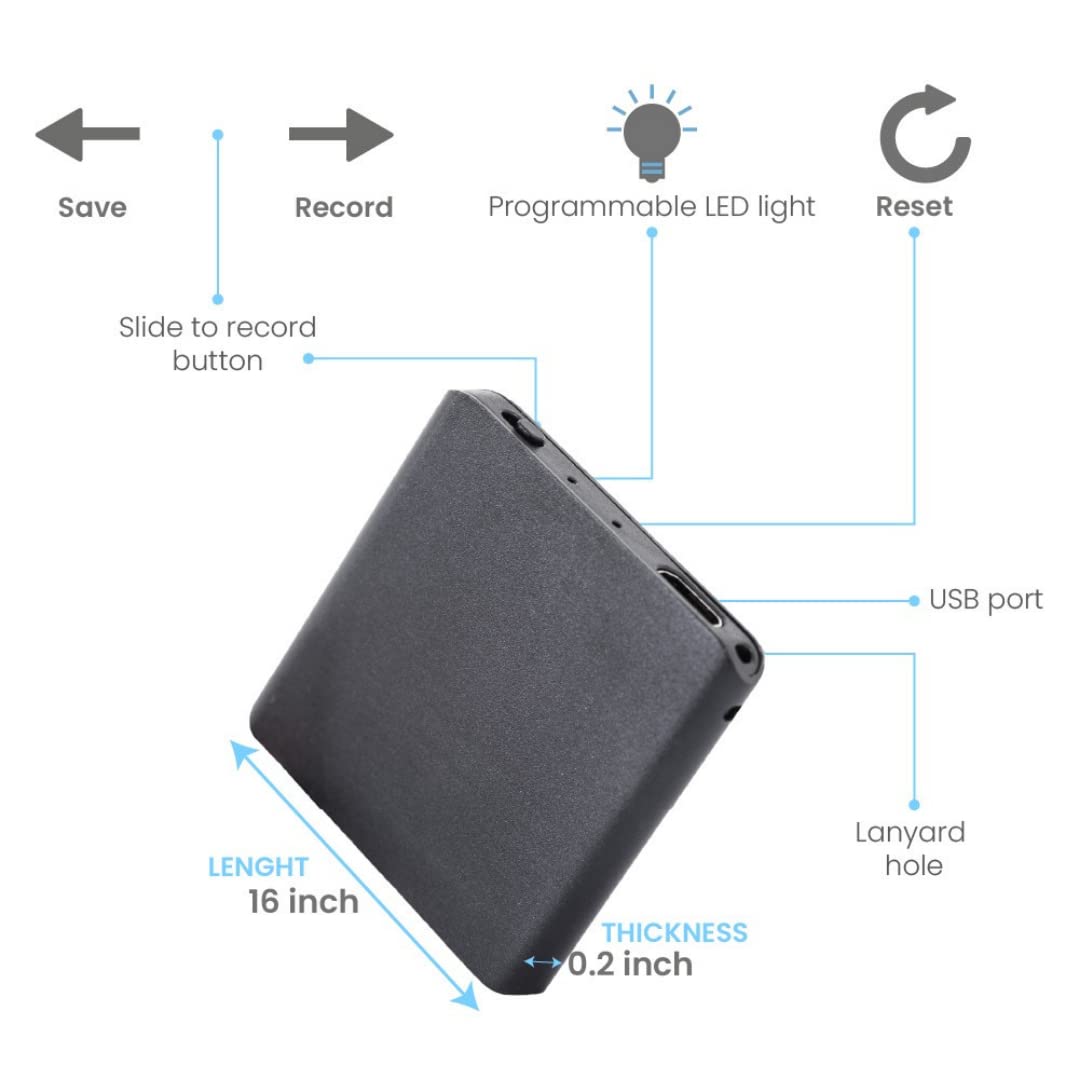 Save
Record
Programmable LED light
Reset
Slide to record
button
USB port
Lanyard
hole
LENGHT
16 inch
THICKNESS
0.2 inch